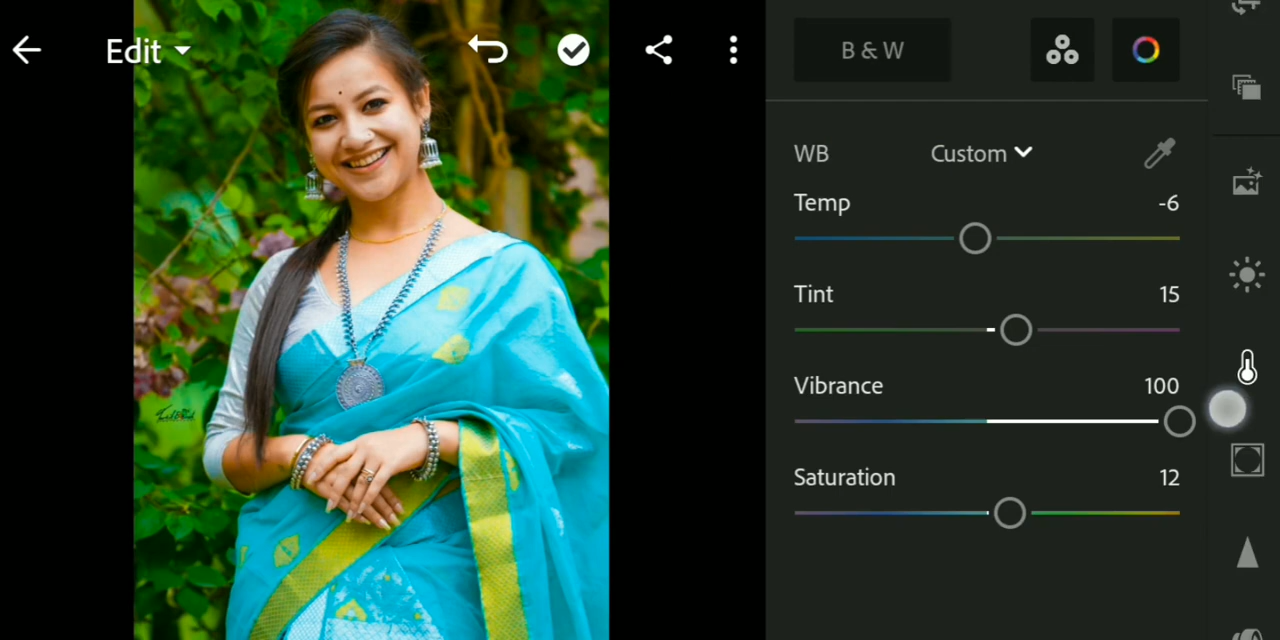 Edit
B & W
WB Custom
Temp -6
Tint 15
Vibrance 100
Saturation 12